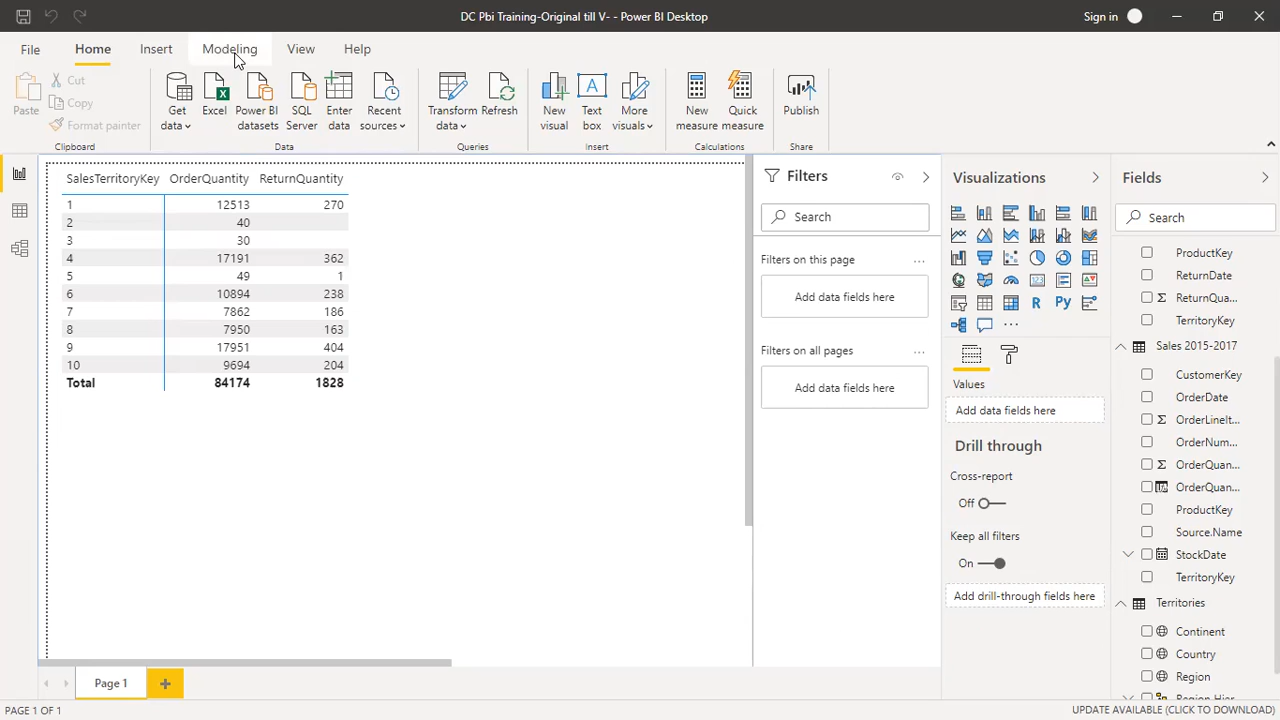 DC Pbi Training-Original till V- - Power BI Desktop
Sign in
File Home Insert Modeling View Help
Paste
Cut
Copy
Format painter
Clipboard
Get data
Excel
Power BI datasets
SQL Server
Enter data
Recent sources
Data
Transform data
Refresh
Queries
New visual
Text box
More visuals
Insert
New measure
Quick measure
Calculations
Publish
Share
SalesTerritoryKey OrderQuantity ReturnQuantity
1 12513 270
2 40
3 30
4 17191 362
5 49 1
6 10894 238
7 7862 186
8 7950 163
9 17951 404
10 9694 204
Total 84174 1828
Filters
Search
Filters on this page ...
Add data fields here
Filters on all pages ...
Add data fields here
Visualizations
R Py
...
Values
Add data fields here
Drill through
Cross-report
Off
Keep all filters
On
Add drill-through fields here
Fields
Search
ProductKey
ReturnDate
Σ ReturnQua...
TerritoryKey
Sales 2015-2017
CustomerKey
OrderDate
Σ OrderLineIt...
OrderNum...
Σ OrderQuan...
OrderQuan...
ProductKey
Source.Name
StockDate
TerritoryKey
Territories
Continent
Country
Region
Region Hier...
Page 1
PAGE 1 OF 1
UPDATE AVAILABLE (CLICK TO DOWNLOAD)